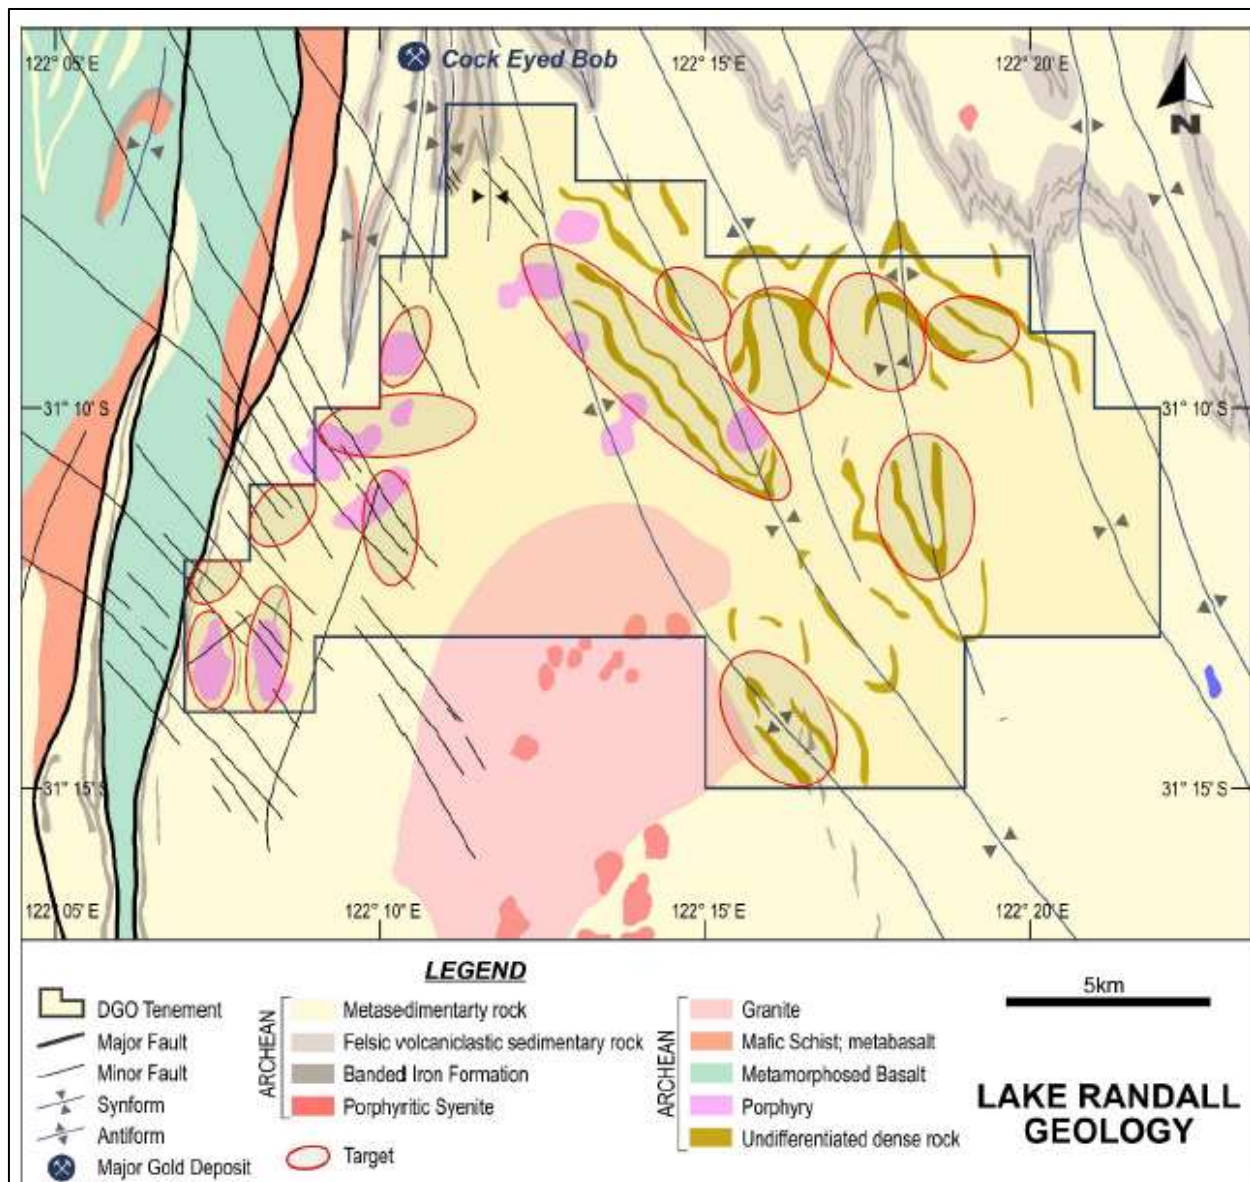 Cock Eyed Bob
122° 05' E
122° 15' E
122° 20' E
N
31° 10' S
31° 10' S
31° 15' S
31° 15' S
122° 05' E
122° 10' E
122° 15' E
122° 20' E
LEGEND
DGO Tenement
Major Fault
Minor Fault
Synform
Antiform
Major Gold Deposit
ARCHEAN
Metasedimentarty rock
Felsic volcaniclastic sedimentary rock
Banded Iron Formation
Porphyritic Syenite
Target
ARCHEAN
Granite
Mafic Schist; metabasalt
Metamorphosed Basalt
Porphyry
Undifferentiated dense rock
5km
LAKE RANDALL
GEOLOGY